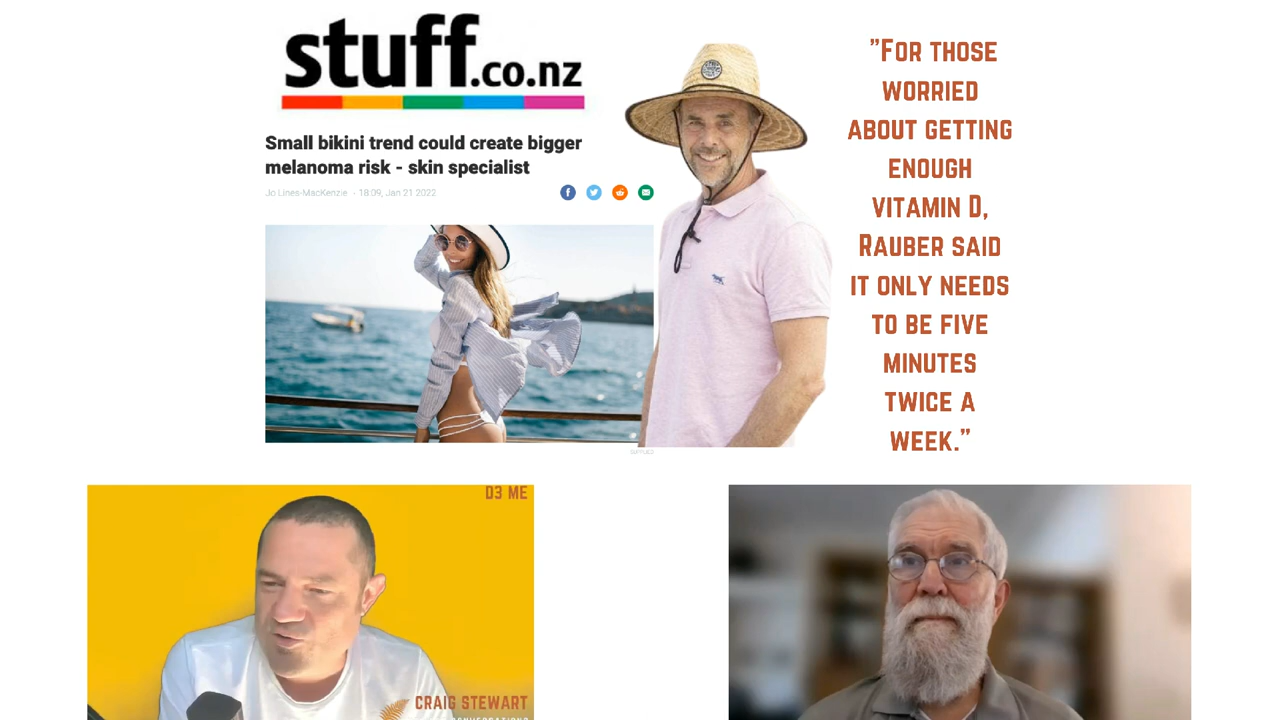 stuff.co.nz
Small bikini trend could create bigger
melanoma risk - skin specialist
Jo Lines-MacKenzie · 18:09, Jan 21 2022
"FOR THOSE
WORRIED
ABOUT GETTING
ENOUGH
VITAMIN D,
RAUBER SAID
IT ONLY NEEDS
TO BE FIVE
MINUTES
TWICE A
WEEK."
D3 ME
CRAIG STEWART